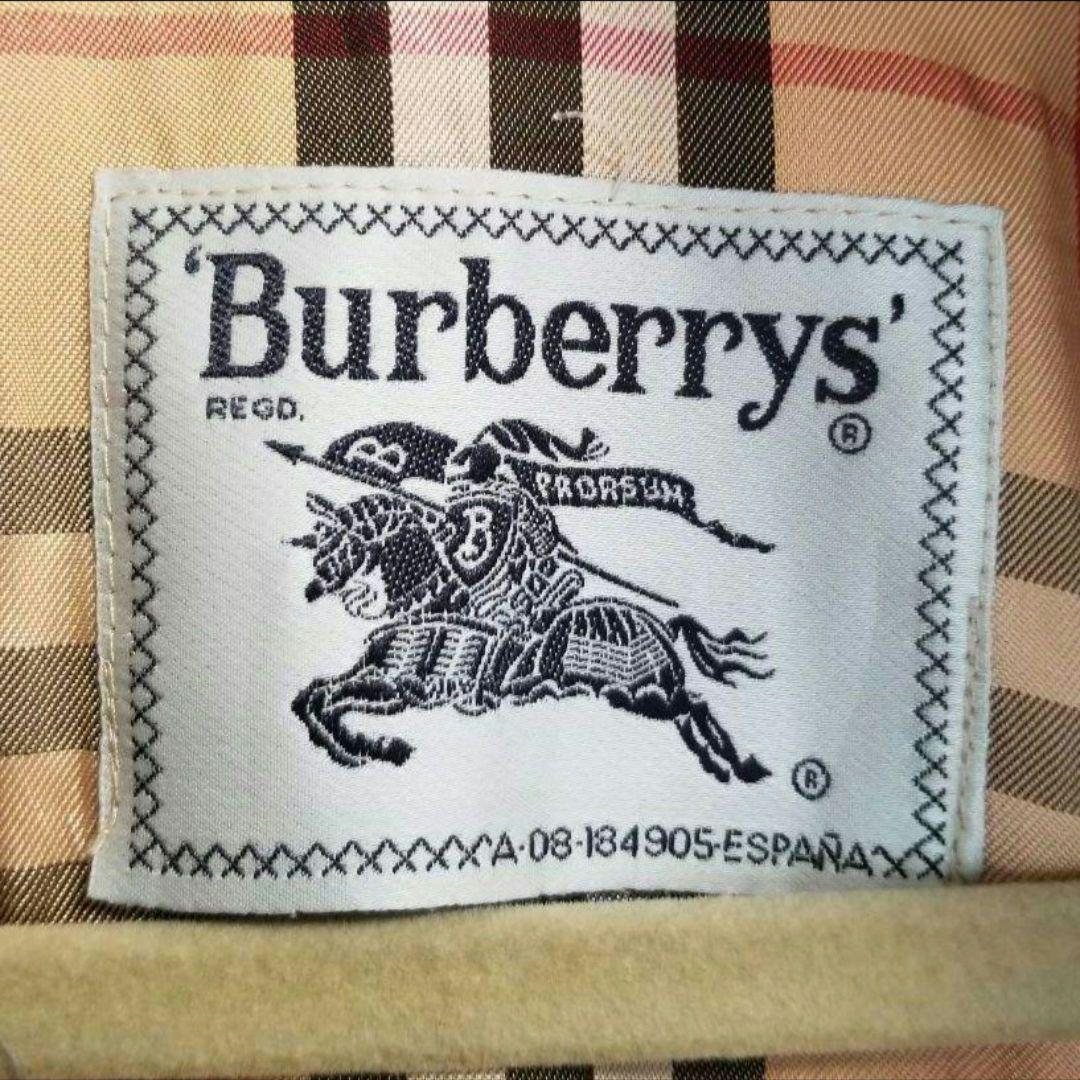 'Burberrys'
REGD.
®
B
PRORSUM
B
®
A-08-184905-ESPAÑA